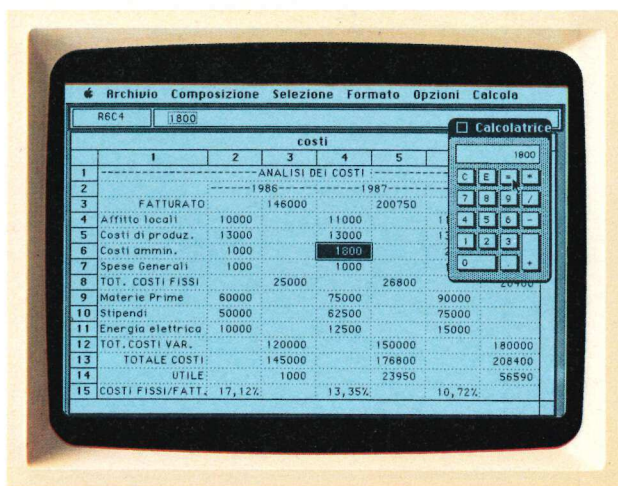 Archivio Composizione Selezione Formato Opzioni Calcola
R6C4 1800
costi
Calcolatrice
1800
C E = *
7 8 9 /
4 5 6 -
1 2 3
0 . +
1 2 3 4 5
1 ANALISI DEI COSTI
2 1986 1987
3 FATTURATO 146000 200750
4 Affitto locali 10000 11000
5 Costi di produz. 13000 13000
6 Costi ammin. 1000 1800
7 Spese Generali 1000 1000
8 TOT. COSTI FISSI 25000 26800
9 Materie Prime 60000 75000 90000
10 Stipendi 50000 62500 75000
11 Energia elettrica 10000 12500 15000
12 TOT. COSTI VAR. 120000 150000 180000
13 TOTALE COSTI 145000 176800 208400
14 UTILE 1000 23950 56590
15 COSTI FISSI/FATT. 17,12% 13,35% 10,72%